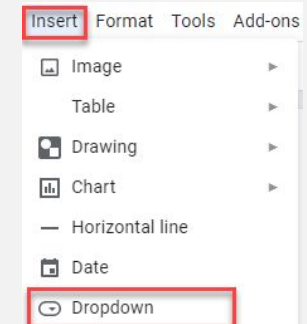 Insert Format Tools Add-ons
Image
Table
Drawing
Chart
Horizontal line
Date
Dropdown